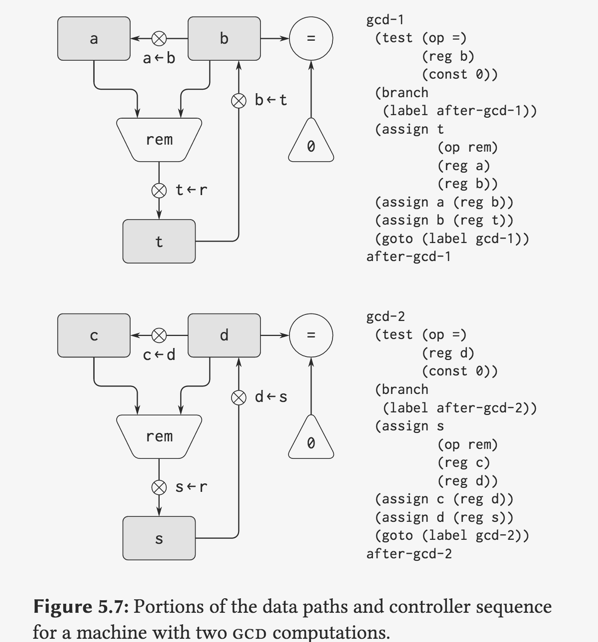 a
b
=
a←b
b←t
rem
0
t←r
t
gcd-1
(test (op =)
(reg b)
(const 0))
(branch
(label after-gcd-1))
(assign t
(op rem)
(reg a)
(reg b))
(assign a (reg b))
(assign b (reg t))
(goto (label gcd-1))
after-gcd-1
c
d
=
c←d
d←s
rem
0
s←r
s
gcd-2
(test (op =)
(reg d)
(const 0))
(branch
(label after-gcd-2))
(assign s
(op rem)
(reg c)
(reg d))
(assign c (reg d))
(assign d (reg s))
(goto (label gcd-2))
after-gcd-2
Figure 5.7: Portions of the data paths and controller sequence
for a machine with two GCD computations.